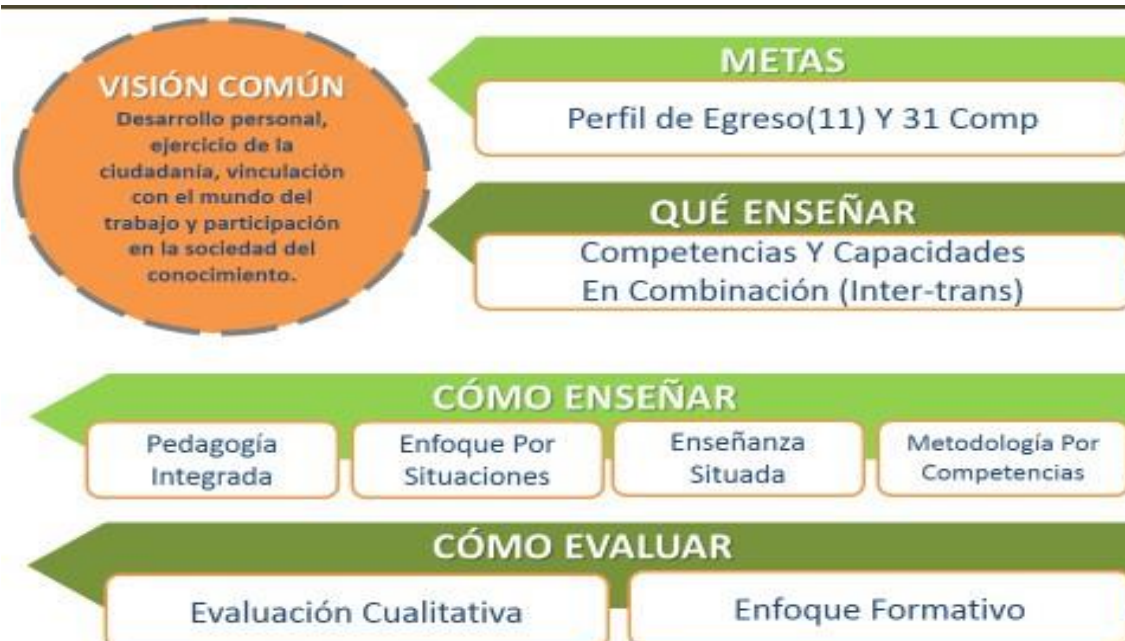 VISIÓN COMÚN
Desarrollo personal,
ejercicio de la
ciudadanía, vinculación
con el mundo del
trabajo y participación
en la sociedad del
conocimiento.
METAS
Perfil de Egreso(11) Y 31 Comp
QUÉ ENSEÑAR
Competencias Y Capacidades
En Combinación (Inter-trans)
CÓMO ENSEÑAR
Pedagogía
Integrada
Enfoque Por
Situaciones
Enseñanza
Situada
Metodología Por
Competencias
CÓMO EVALUAR
Evaluación Cualitativa
Enfoque Formativo